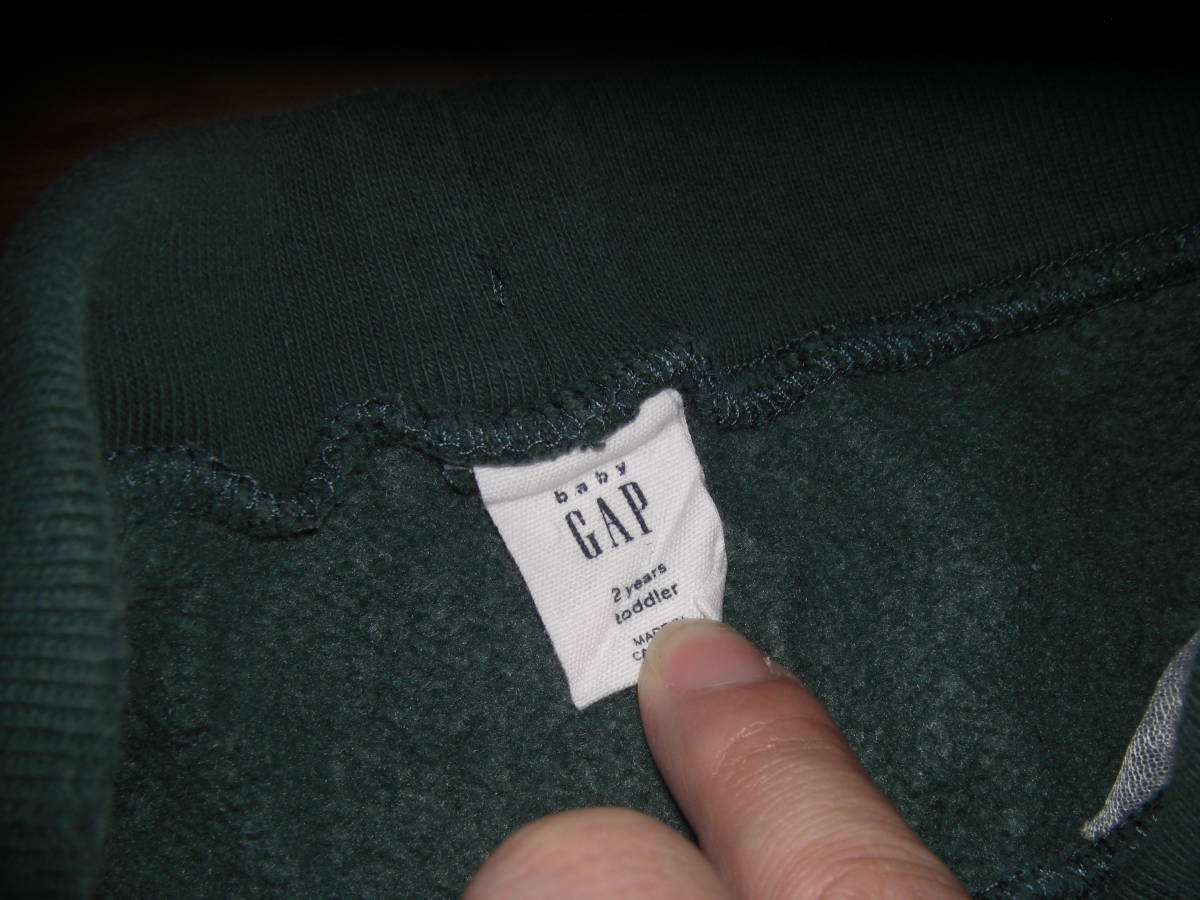 baby
GAP
2 years
toddler